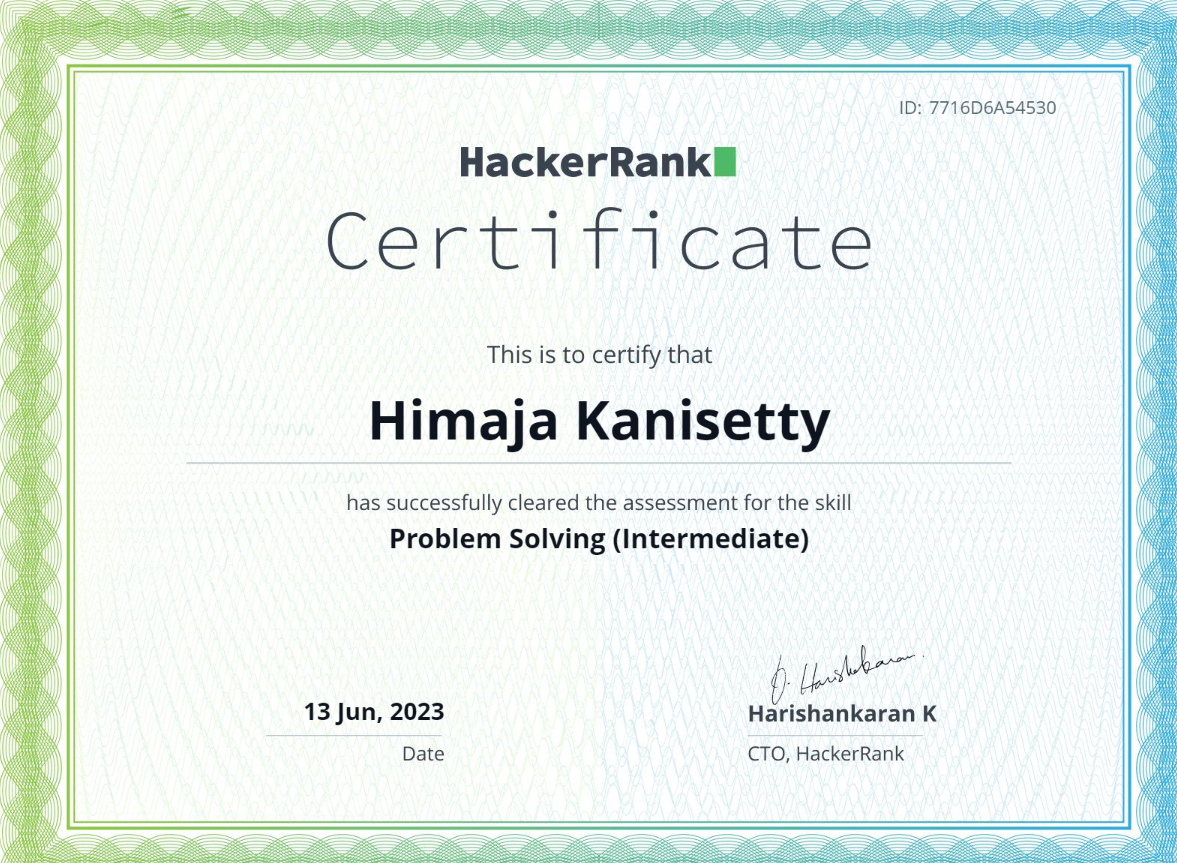 ID: 7716D6A54530
HackerRank
Certificate
This is to certify that
Himaja Kanisetty
has successfully cleared the assessment for the skill
Problem Solving (Intermediate)
13 Jun, 2023
Date
Harishankaran K
CTO, HackerRank